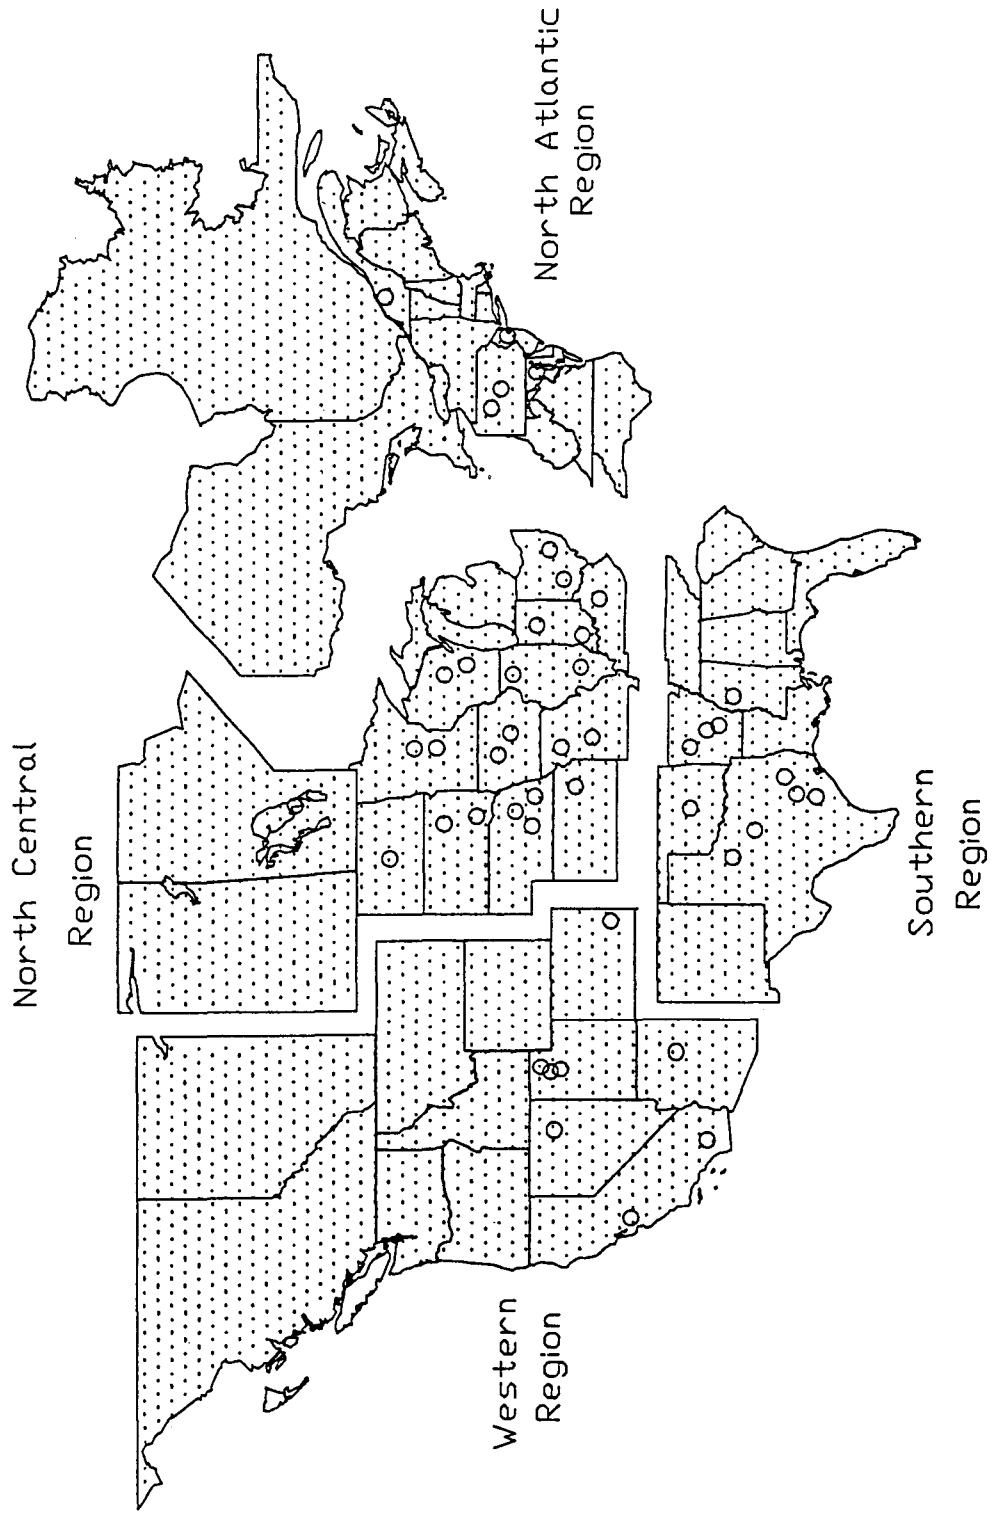 North Central
Region
North Atlantic
Region
Western
Region
Southern
Region